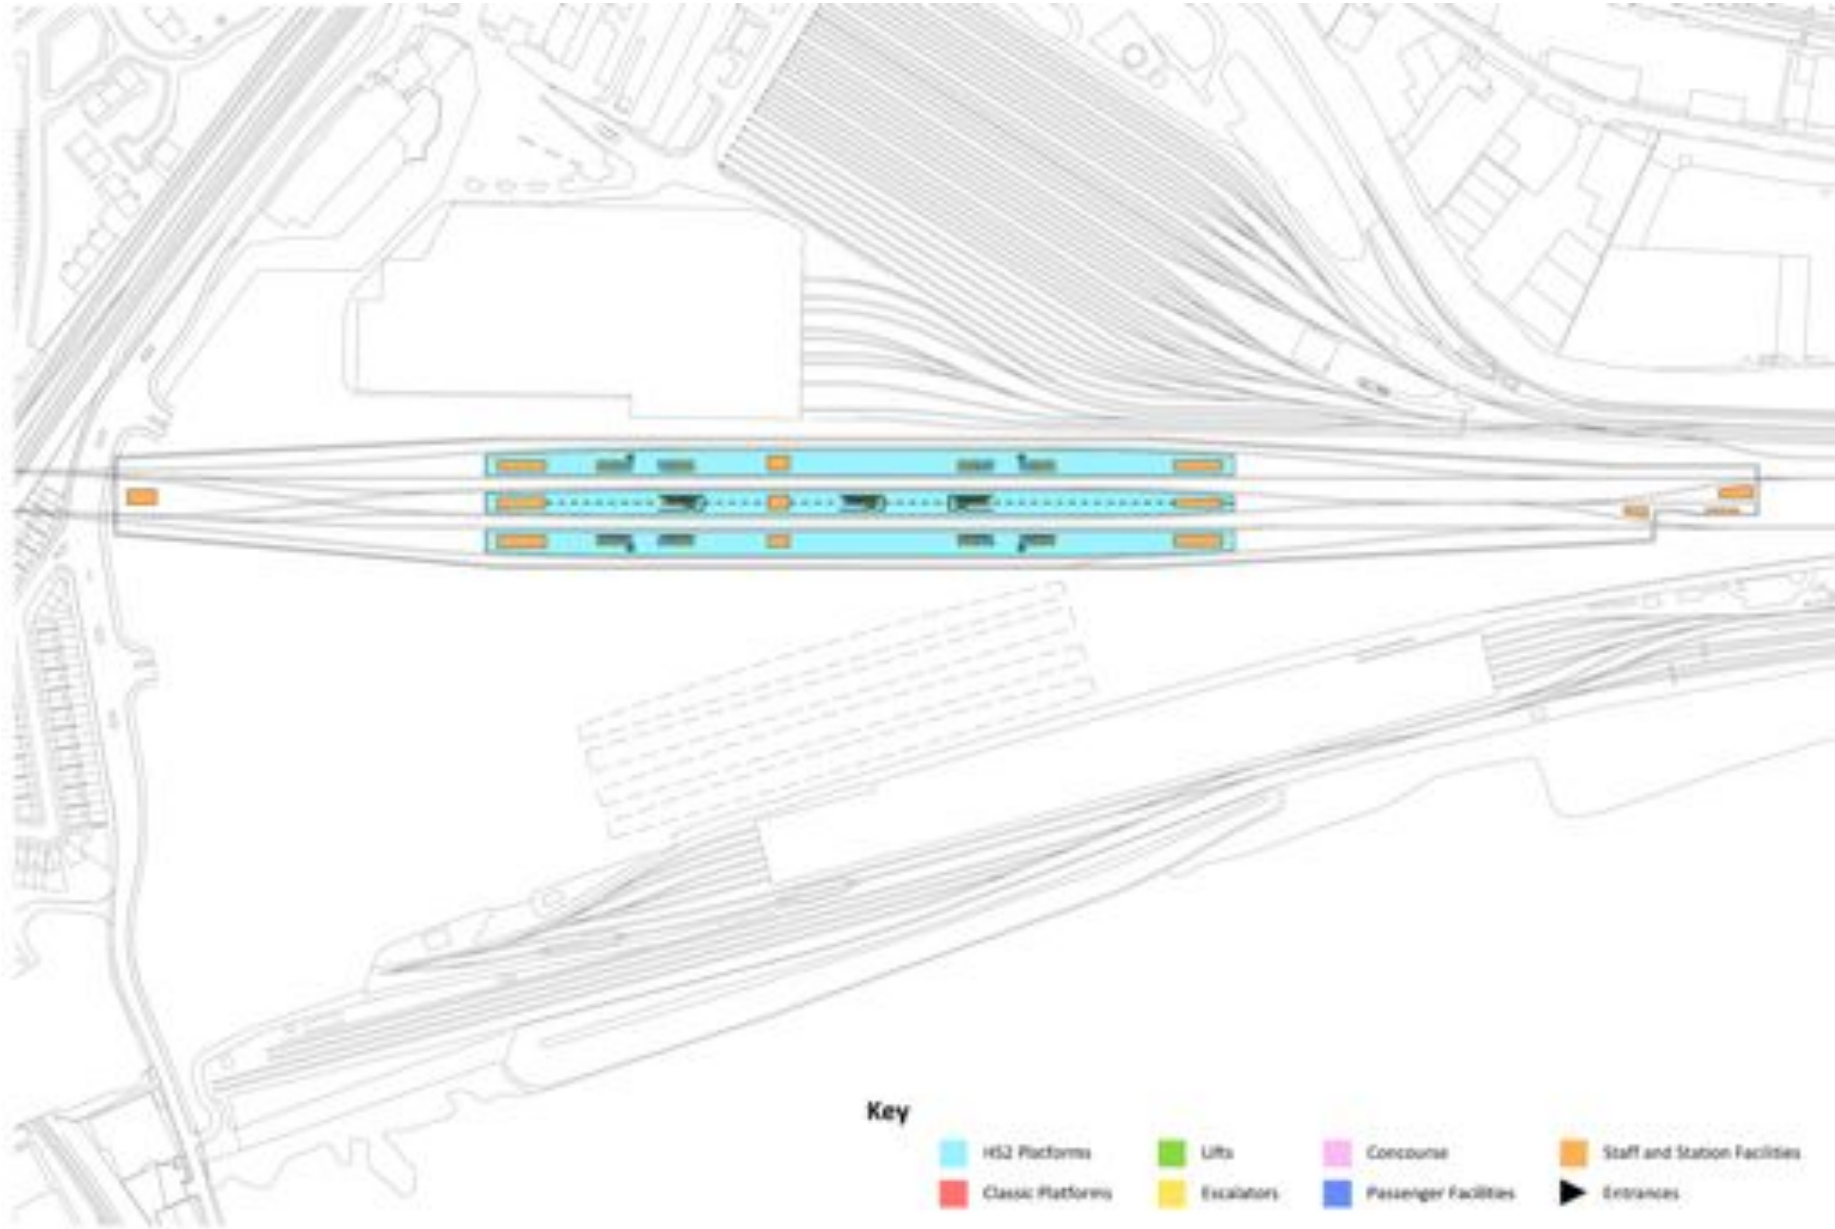 Key
HS2 Platforms
Lifts
Concourse
Staff and Station Facilities
Classic Platforms
Escalators
Passenger Facilities
Entrances